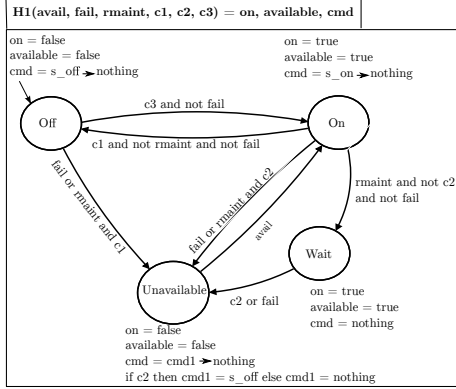 H1(avail, fail, rmaint, c1, c2, c3) = on, available, cmd
on = false
available = false
cmd = s_off → nothing
on = true
available = true
cmd = s_on → nothing
c3 and not fail
Off
On
c1 and not rmaint and not fail
fail or rmaint and c1
fail or rmaint and c2
avail
rmaint and not c2
and not fail
Wait
Unavailable
c2 or fail
on = true
available = true
cmd = nothing
on = false
available = false
cmd = cmd1 → nothing
if c2 then cmd1 = s_off else cmd1 = nothing